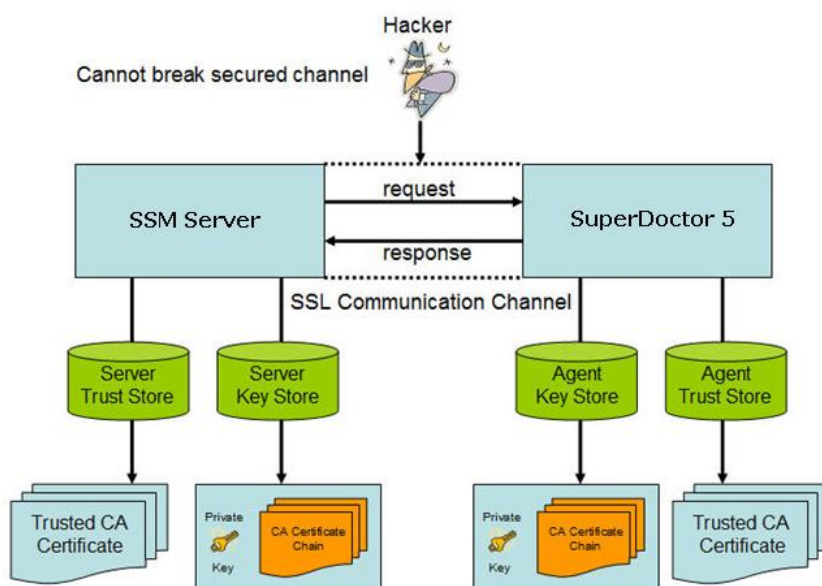 Hacker
Cannot break secured channel
request
SSM Server
SuperDoctor 5
response
SSL Communication Channel
Server
Trust Store
Server
Key Store
Agent
Key Store
Agent
Trust Store
Trusted CA
Certificate
Private
Key
CA Certificate
Chain
Private
Key
CA Certificate
Chain
Trusted CA
Certificate